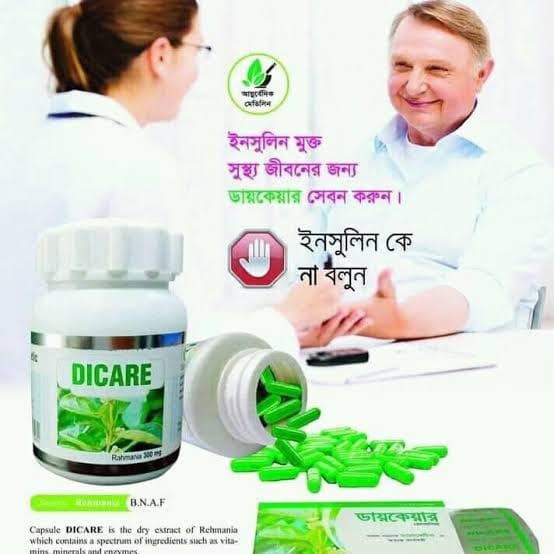 আয়ুর্বেদিক
মেডিসিন
ইনসুলিন মুক্ত
সুস্থ্য জীবনের জন্য
ডায়কেয়ার সেবন করুন।
ইনসুলিন কে
না বলুন
DICARE
Rahmania 300 mg
Rehmania B.N.A.F
Capsule DICARE is the dry extract of Rehmania
which contains a spectrum of ingredients such as vita-
mins, minerals and enzymes.
ডায়কেয়ার
DICARE